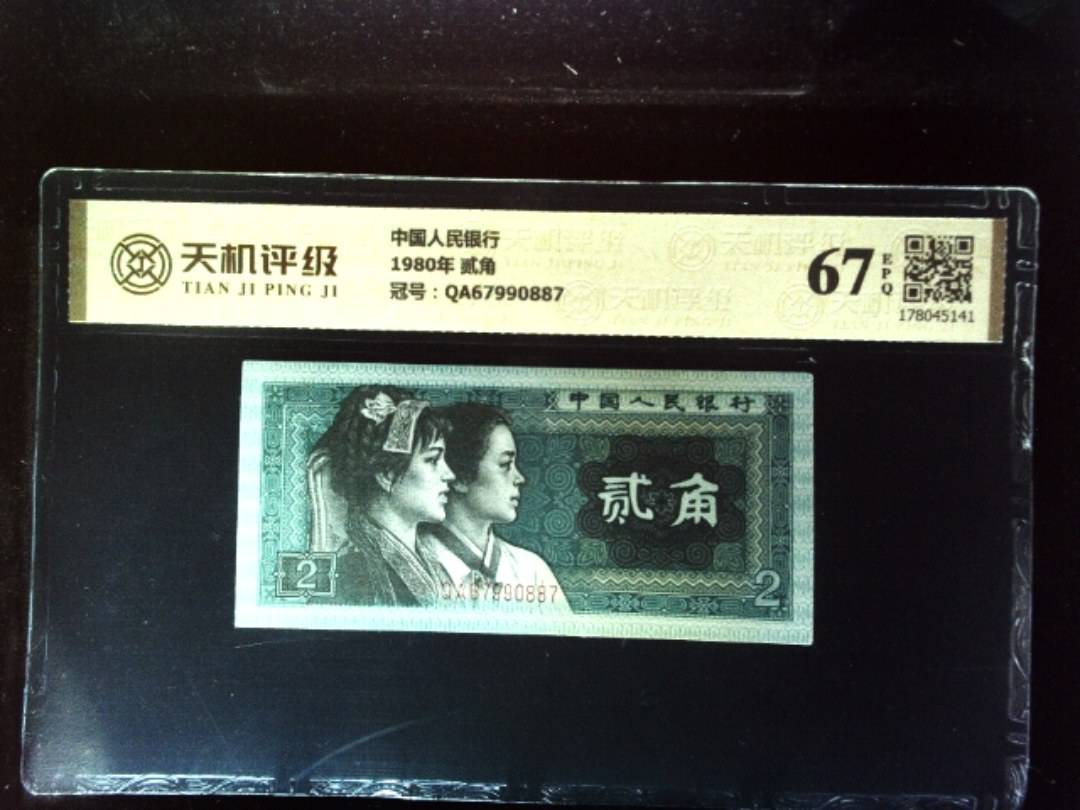 天机评级
TIAN JI PING JI
中国人民银行
1980年 贰角
冠号：QA67990887
67
EPQ
178045141
中国人民银行
贰角
2
QA67990887
2